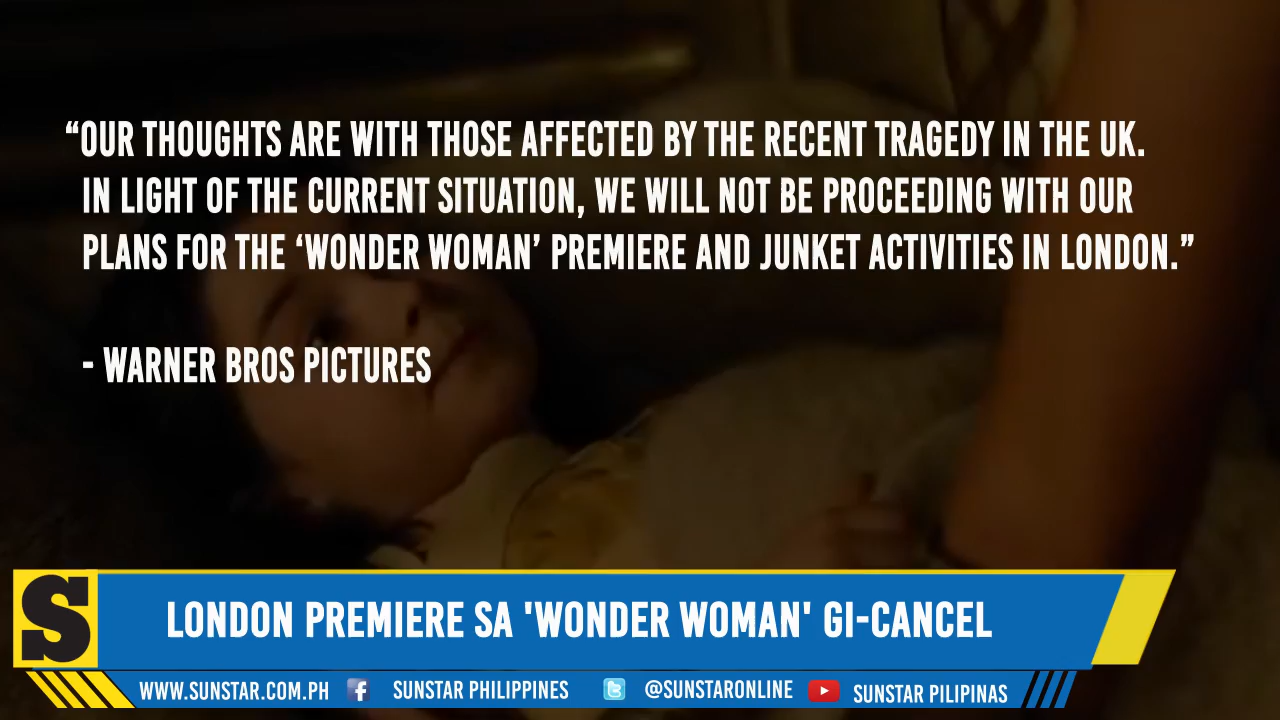 “OUR THOUGHTS ARE WITH THOSE AFFECTED BY THE RECENT TRAGEDY IN THE UK.
IN LIGHT OF THE CURRENT SITUATION, WE WILL NOT BE PROCEEDING WITH OUR
PLANS FOR THE ‘WONDER WOMAN’ PREMIERE AND JUNKET ACTIVITIES IN LONDON.”
- WARNER BROS PICTURES
S
LONDON PREMIERE SA 'WONDER WOMAN' GI-CANCEL
WWW.SUNSTAR.COM.PH f SUNSTAR PHILIPPINES @SUNSTARONLINE SUNSTAR PILIPINAS